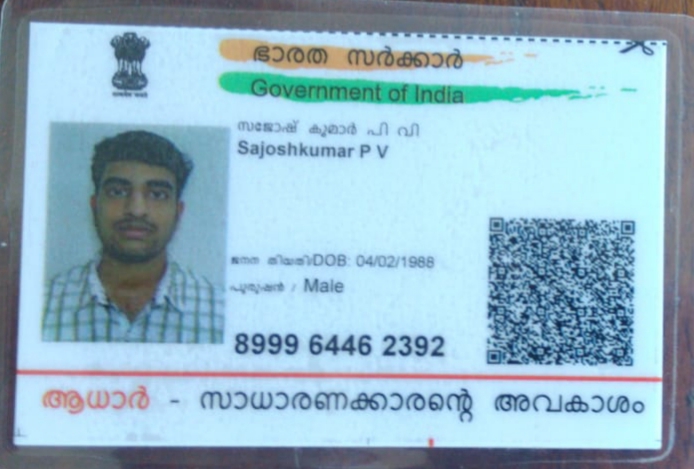 ഭാരത സർക്കാർ
Government of India
സജോഷ് കുമാർ പി വി
Sajoshkumar P V
ജനന തിയതി/DOB: 04/02/1988
പുരുഷൻ / Male
8999 6446 2392
ആധാർ - സാധാരണക്കാരന്റെ അവകാശം